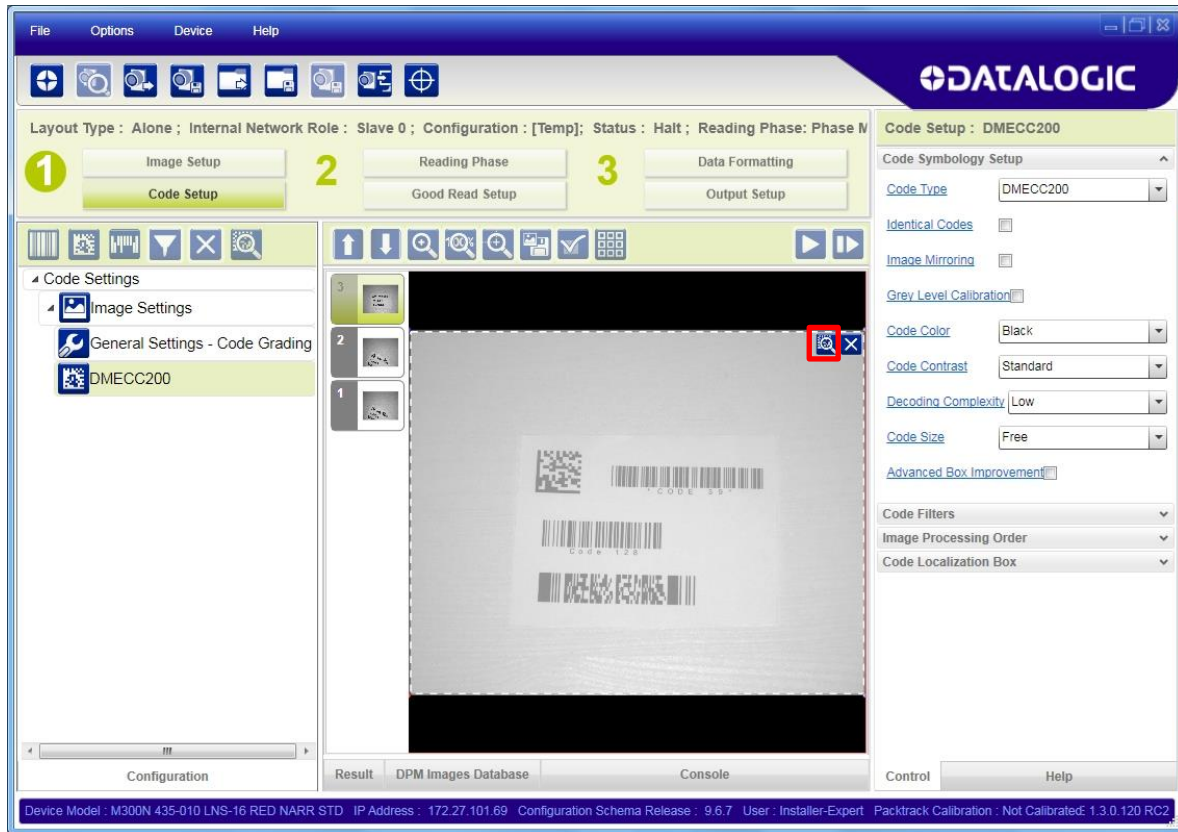 File Options Device Help
DATALOGIC
Layout Type : Alone ; Internal Network Role : Slave 0 ; Configuration : [Temp]; Status : Halt ; Reading Phase: Phase M
Code Setup : DMECC200
1
Image Setup
Code Setup
2
Reading Phase
Good Read Setup
3
Data Formatting
Output Setup
Code Settings
Image Settings
General Settings - Code Grading
DMECC200
100%
3
2
1
*CODE 39*
Code 128
Code Symbology Setup
Code Type DMECC200
Identical Codes
Image Mirroring
Grey Level Calibration
Code Color Black
Code Contrast Standard
Decoding Complexity Low
Code Size Free
Advanced Box Improvement
Code Filters
Image Processing Order
Code Localization Box
Configuration
Result DPM Images Database Console
Control Help
Device Model : M300N 435-010 LNS-16 RED NARR STD IP Address : 172.27.101.69 Configuration Schema Release : 9.6.7 User : Installer-Expert Packtrack Calibration : Not Calibrated 1.3.0.120 RC2